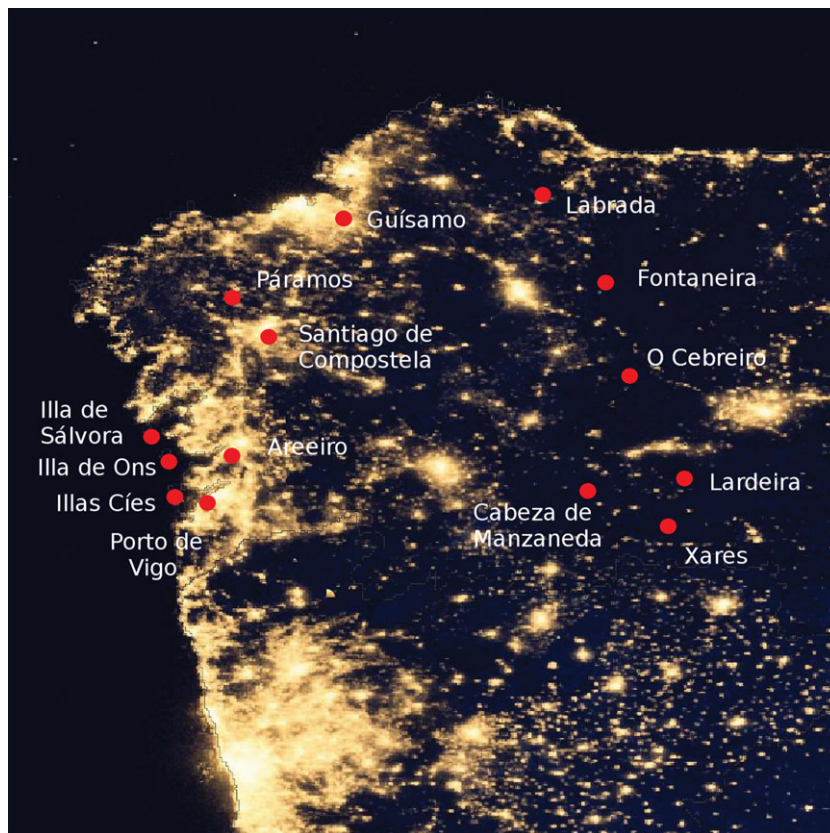 Labrada
Guísamo
Fontaneira
Páramos
Santiago de
Compostela
O Cebreiro
Illa de
Sálvora
Areeiro
Illa de Ons
Lardeira
Illas Cíes
Cabeza de
Manzaneda
Porto de
Vigo
Xares